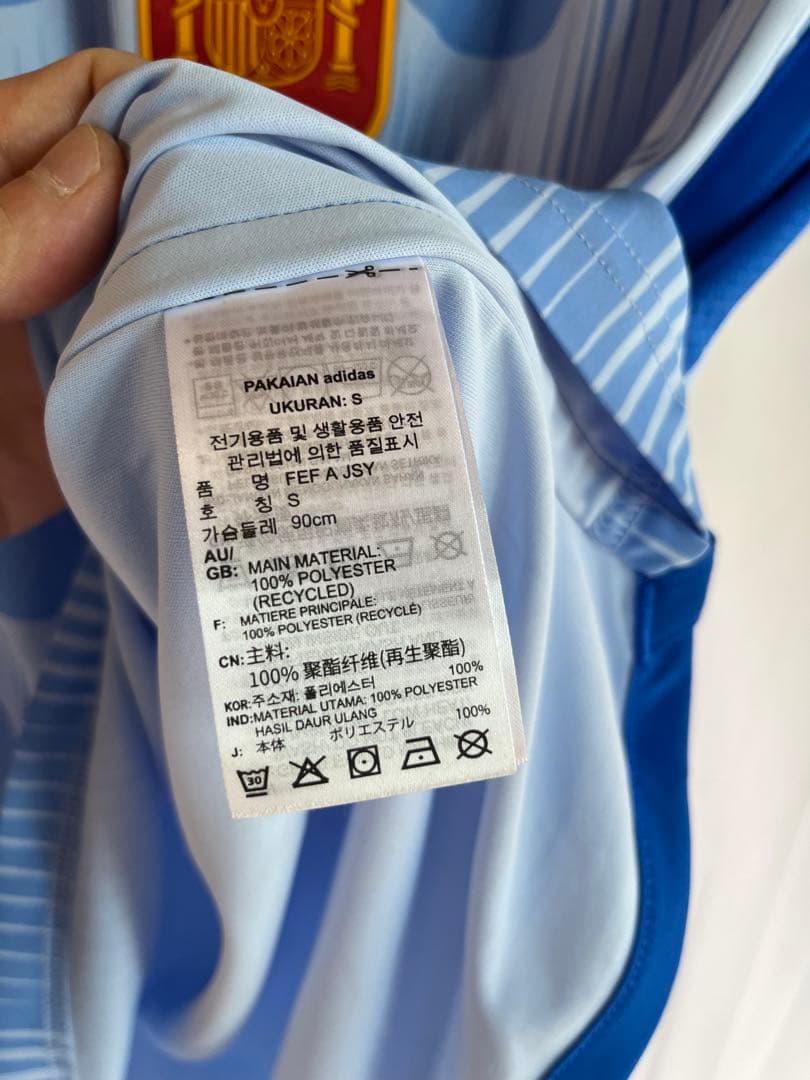 PAKAIAN adidas
UKURAN: S
전기용품 및 생활용품 안전
관리법에 의한 품질표시
품 명 FEF A JSY
호 칭 S
가슴둘레 90cm
AU/
GB: MAIN MATERIAL:
100% POLYESTER
(RECYCLED)
F: MATIERE PRINCIPALE:
100% POLYESTER (RECYCLÉ)
CN: 主料:
100% 聚酯纤维(再生聚酯)
KOR: 주소재: 폴리에스터 100%
IND: MATERIAL UTAMA: 100% POLYESTER
HASIL DAUR ULANG
J: 本体 ポリエステル 100%
30